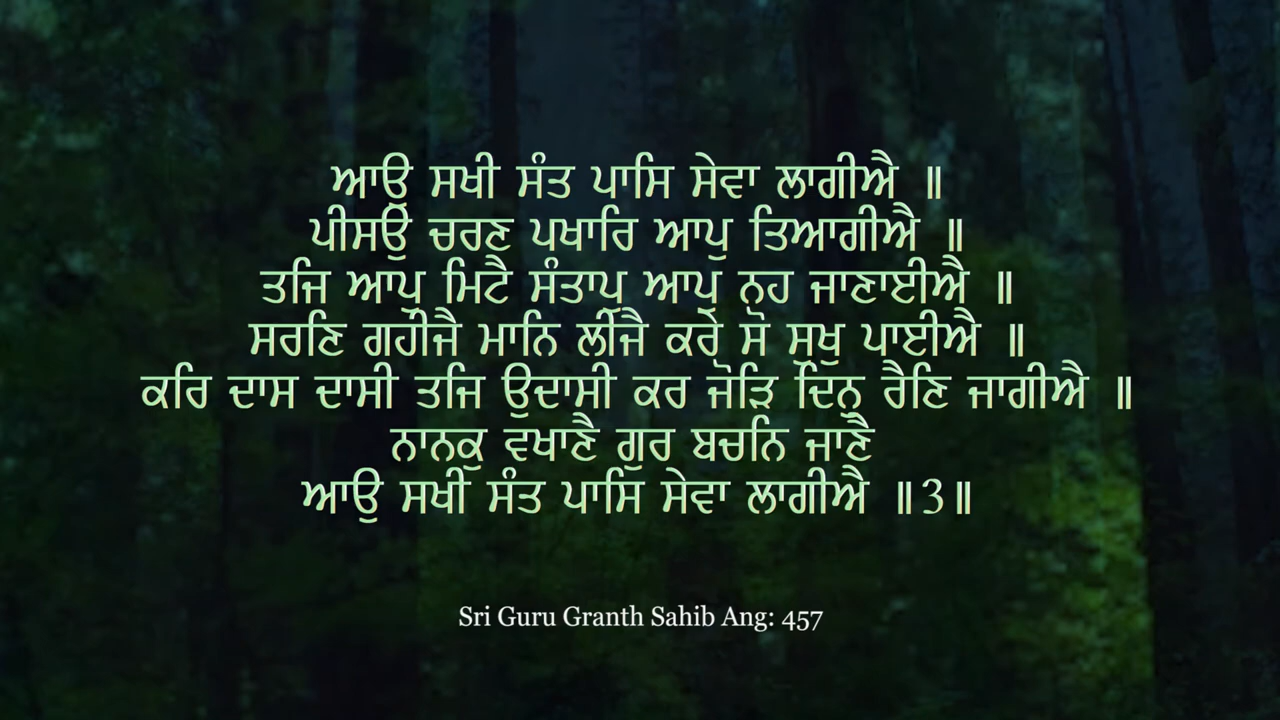 ਆਉ ਸਖੀ ਸੰਤ ਪਾਸਿ ਸੇਵਾ ਲਾਗੀਐ ॥
ਪੀਸਉ ਚਰਣ ਪਖਾਰਿ ਆਪੁ ਤਿਆਗੀਐ ॥
ਤਜਿ ਆਪੁ ਮਿਟੈ ਸੰਤਾਪੁ ਆਪੁ ਨਹ ਜਾਣਾਈਐ ॥
ਸਰਣਿ ਗਹੀਜੈ ਮਾਨਿ ਲੀਜੈ ਕਰੇ ਸੋ ਸੁਖੁ ਪਾਈਐ ॥
ਕਰਿ ਦਾਸ ਦਾਸੀ ਤਜਿ ਉਦਾਸੀ ਕਰ ਜੋੜਿ ਦਿਨੁ ਰੈਣਿ ਜਾਗੀਐ ॥
ਨਾਨਕੁ ਵਖਾਣੈ ਗੁਰ ਬਚਨਿ ਜਾਣੈ
ਆਉ ਸਖੀ ਸੰਤ ਪਾਸਿ ਸੇਵਾ ਲਾਗੀਐ ॥3॥
Sri Guru Granth Sahib Ang: 457